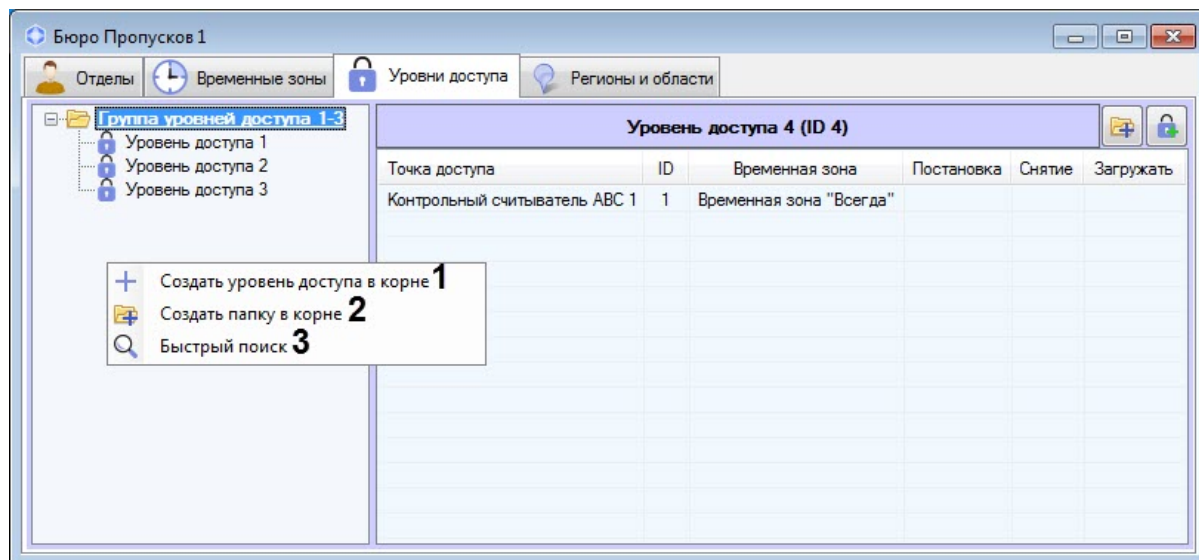 Бюро Пропусков 1
Отделы Временные зоны Уровни доступа Регионы и области
Группа уровней доступа 1-3
Уровень доступа 1
Уровень доступа 2
Уровень доступа 3
Уровень доступа 4 (ID 4)
Точка доступа ID Временная зона Постановка Снятие Загружать
Контрольный считыватель ABC 1 1 Временная зона "Всегда"
Создать уровень доступа в корне 1
Создать папку в корне 2
Быстрый поиск 3